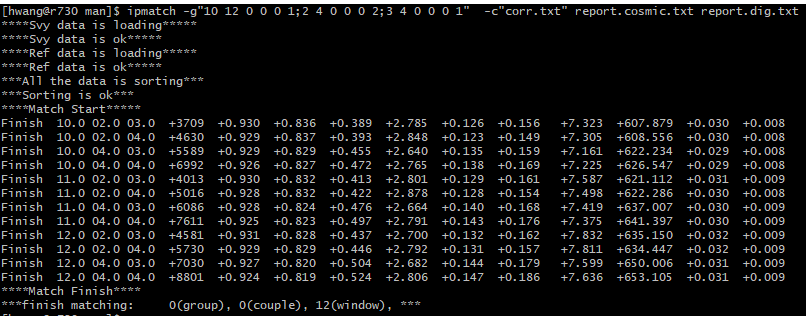 [hwang@r730 man]$ ipmatch -g"10 12 0 0 0 1;2 4 0 0 0 2;3 4 0 0 0 1"  -c"corr.txt" report.cosmic.txt report.dig.txt
****Svy data is loading*****
****Svy data is ok*****
****Ref data is loading*****
****Ref data is ok*****
***All the data is sorting***
***Sorting is ok***
****Match Start*****
Finish  10.0 02.0 03.0  +3709  +0.930  +0.836  +0.389  +2.785  +0.126  +0.156   +7.323  +607.879  +0.030  +0.008
Finish  10.0 02.0 04.0  +4630  +0.929  +0.837  +0.393  +2.848  +0.123  +0.149   +7.305  +608.556  +0.030  +0.009
Finish  10.0 04.0 03.0  +5589  +0.929  +0.829  +0.455  +2.640  +0.135  +0.159   +7.161  +622.234  +0.029  +0.008
Finish  10.0 04.0 04.0  +6992  +0.926  +0.827  +0.472  +2.765  +0.138  +0.169   +7.225  +626.547  +0.029  +0.008
Finish  11.0 02.0 03.0  +4013  +0.930  +0.832  +0.413  +2.801  +0.129  +0.161   +7.587  +621.112  +0.031  +0.009
Finish  11.0 02.0 04.0  +5016  +0.928  +0.832  +0.422  +2.878  +0.128  +0.154   +7.498  +622.286  +0.030  +0.008
Finish  11.0 04.0 03.0  +6086  +0.928  +0.824  +0.476  +2.664  +0.140  +0.168   +7.419  +637.007  +0.030  +0.009
Finish  11.0 04.0 04.0  +7611  +0.925  +0.823  +0.497  +2.791  +0.143  +0.176   +7.375  +641.397  +0.030  +0.009
Finish  12.0 02.0 03.0  +4581  +0.931  +0.828  +0.437  +2.700  +0.132  +0.162   +7.832  +635.150  +0.032  +0.009
Finish  12.0 02.0 04.0  +5730  +0.929  +0.829  +0.446  +2.792  +0.131  +0.157   +7.811  +634.447  +0.032  +0.009
Finish  12.0 04.0 03.0  +7030  +0.927  +0.820  +0.504  +2.682  +0.144  +0.179   +7.599  +650.006  +0.031  +0.009
Finish  12.0 04.0 04.0  +8801  +0.924  +0.819  +0.524  +2.806  +0.147  +0.186   +7.636  +653.105  +0.031  +0.009
****Match Finish****
***finish matching:     0(group), 0(couple), 12(window), ***